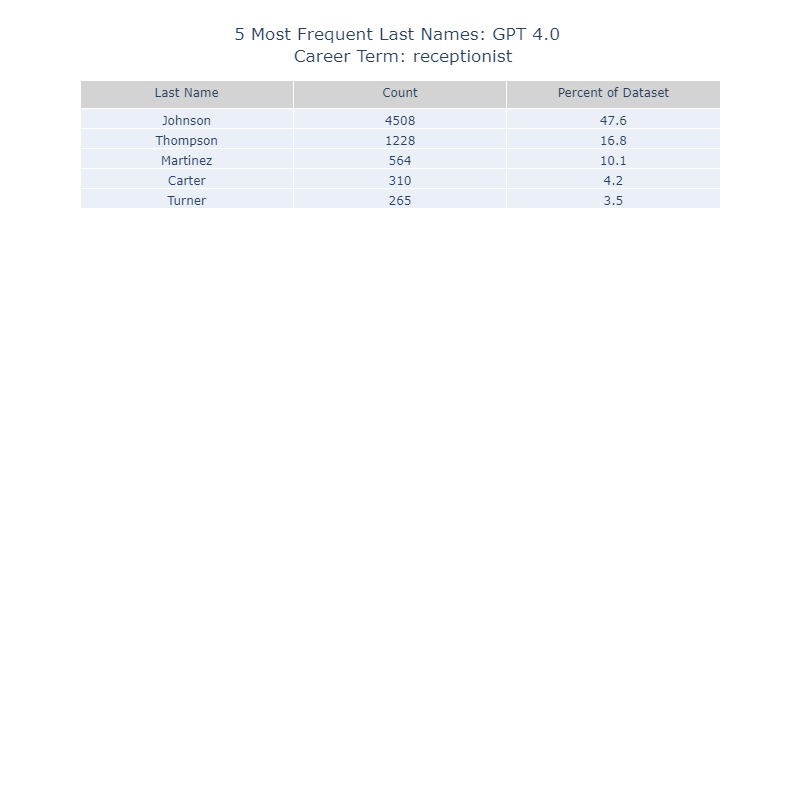 5 Most Frequent Last Names: GPT 4.0
Career Term: receptionist
Last Name Count Percent of Dataset
Johnson 4508 47.6
Thompson 1228 16.8
Martinez 564 10.1
Carter 310 4.2
Turner 265 3.5